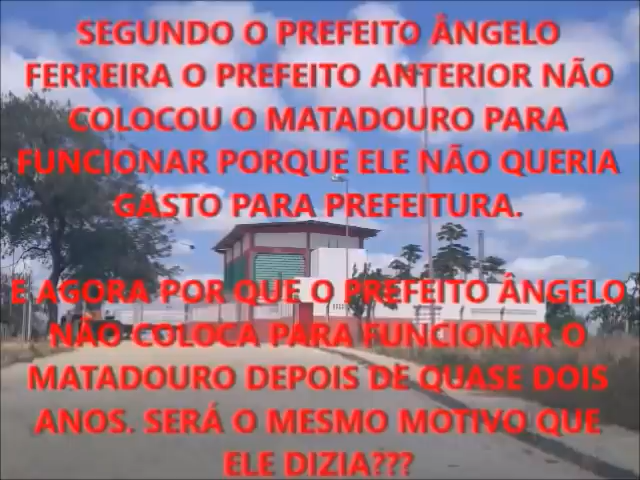 SEGUNDO O PREFEITO ÂNGELO
FERREIRA O PREFEITO ANTERIOR NÃO
COLOCOU O MATADOURO PARA
FUNCIONAR PORQUE ELE NÃO QUERIA
GASTO PARA PREFEITURA.
E AGORA POR QUE O PREFEITO ÂNGELO
NÃO COLOCA PARA FUNCIONAR O
MATADOURO DEPOIS DE QUASE DOIS
ANOS. SERÁ O MESMO MOTIVO QUE
ELE DIZIA???